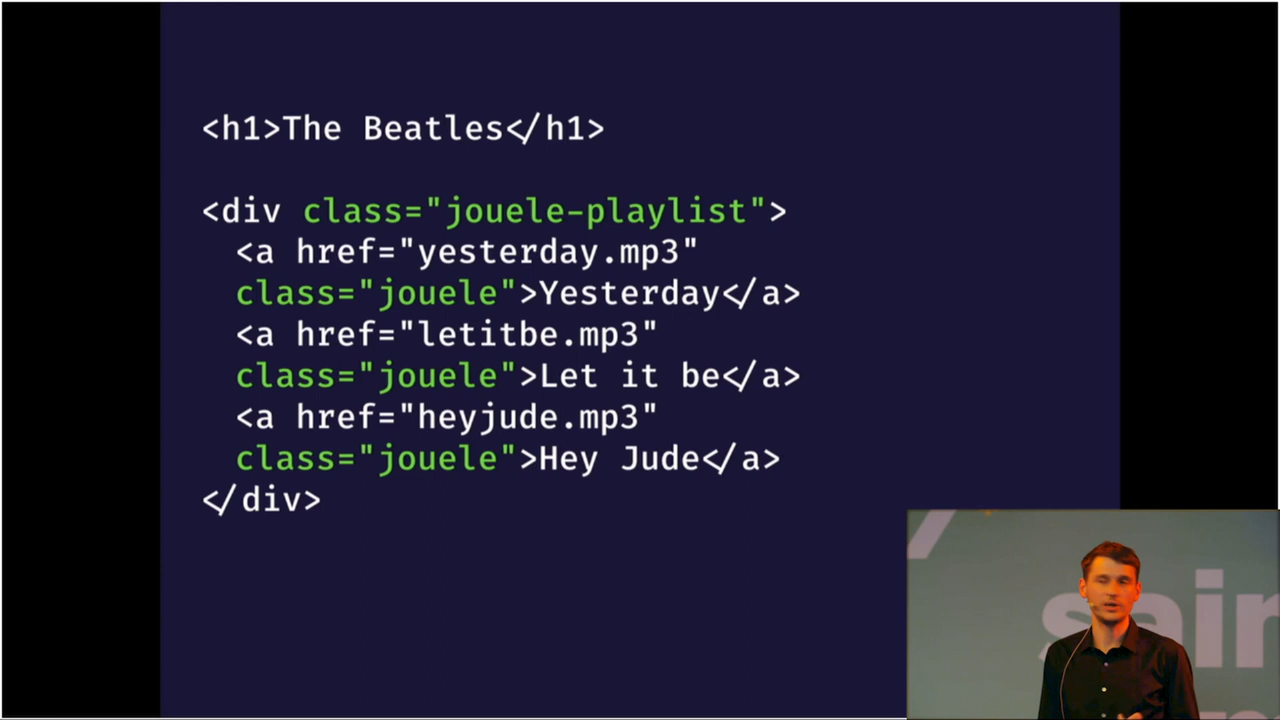 <h1>The Beatles</h1>
<div class="jouele-playlist">
<a href="yesterday.mp3"
class="jouele">Yesterday</a>
<a href="letitbe.mp3"
class="jouele">Let it be</a>
<a href="heyjude.mp3"
class="jouele">Hey Jude</a>
</div>